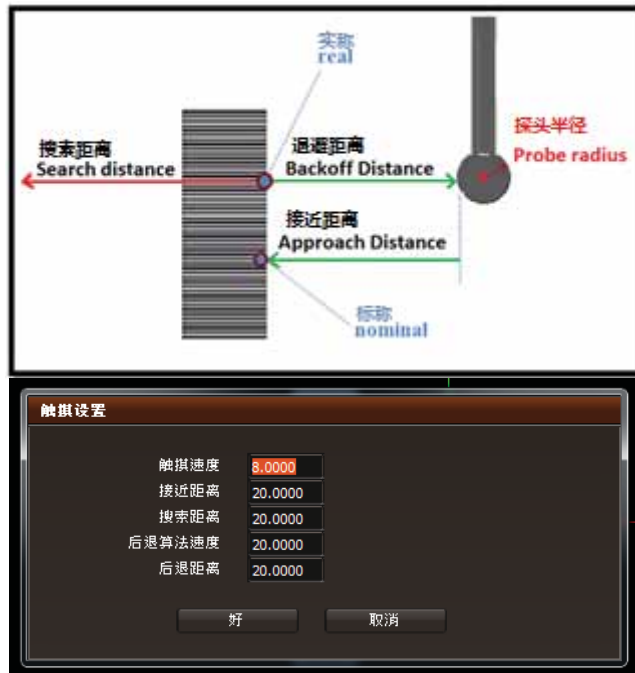 实称
real
搜索距离
Search distance
退避距离
Backoff Distance
探头半径
Probe radius
接近距离
Approach Distance
标称
nominal
触摸设置
触摸速度
8.0000
接近距离
20.0000
搜索距离
20.0000
后退算法速度
20.0000
后退距离
20.0000
好
取消